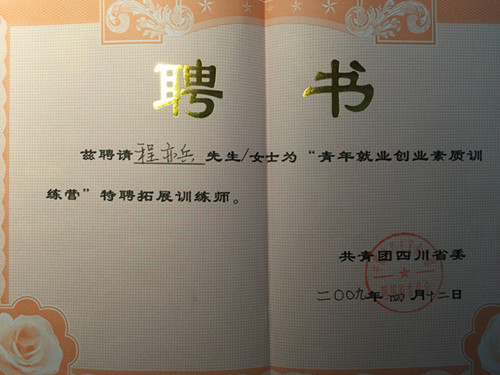 聘书
兹聘请程亦兵先生/女士为“青年就业创业素质训
练营”特聘拓展训练师。
共青团四川省委
二00九年四月十二日